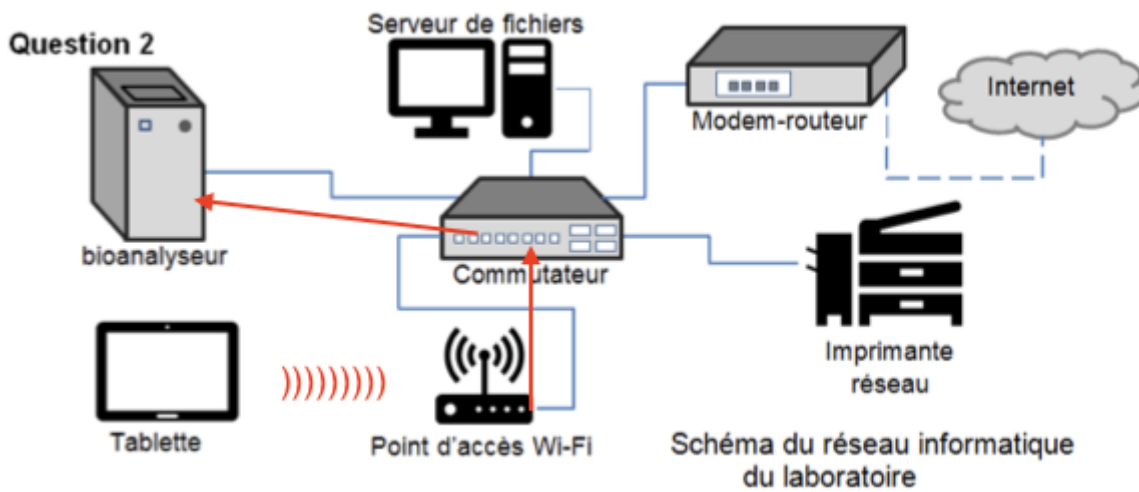 Question 2
Serveur de fichiers
Internet
Modem-routeur
bioanalyseur
Commutateur
Imprimante
réseau
Tablette
Point d'accès Wi-Fi
Schéma du réseau informatique
du laboratoire